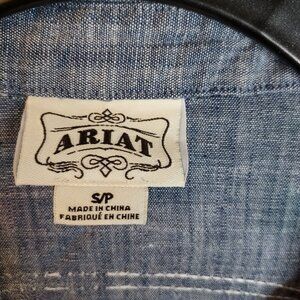 ARIAT
S/P
MADE IN CHINA
FABRIQUÉ EN CHINE